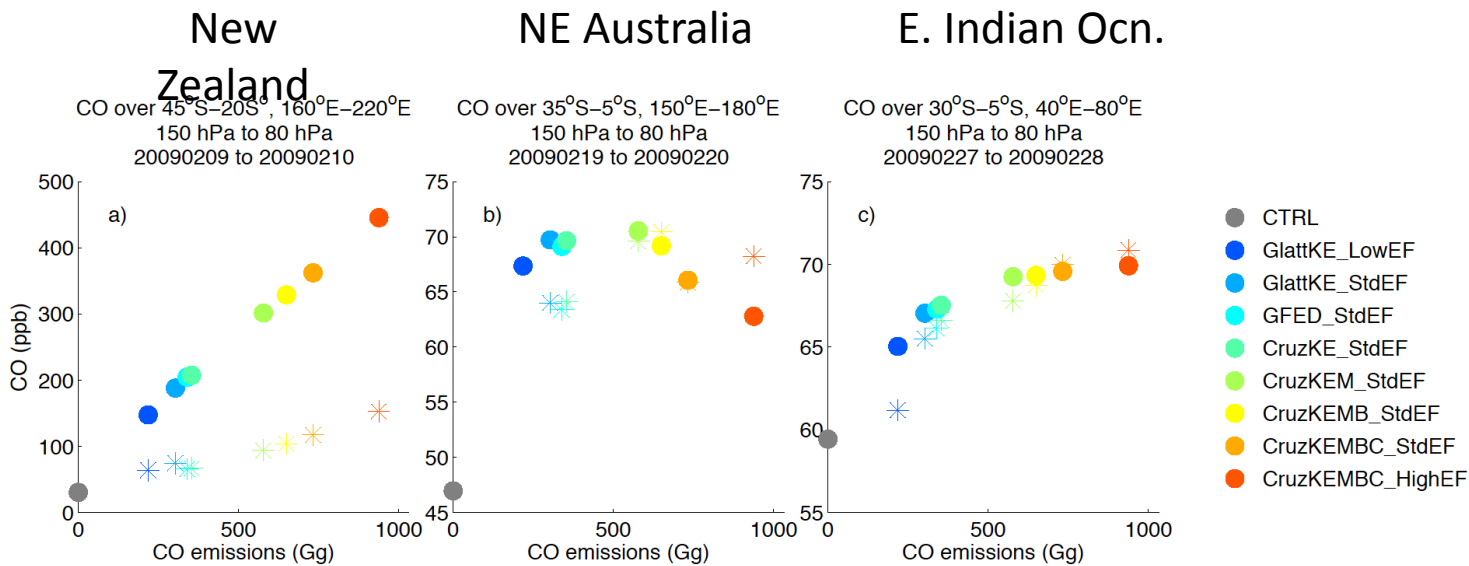 New
Zealand
NE Australia
E. Indian Ocn.
CO over 45°S−20S°, 160°E−220°E
150 hPa to 80 hPa
20090209 to 20090210
CO over 35°S−5°S, 150°E−180°E
150 hPa to 80 hPa
20090219 to 20090220
CO over 30°S−5°S, 40°E−80°E
150 hPa to 80 hPa
20090227 to 20090228
a)
500
400
300
200
100
0
CO (ppb)
0 500 1000
CO emissions (Gg)
b)
75
70
65
60
55
50
45
0 500 1000
CO emissions (Gg)
c)
75
70
65
60
55
0 500 1000
CO emissions (Gg)
CTRL
GlattKE_LowEF
GlattKE_StdEF
GFED_StdEF
CruzKE_StdEF
CruzKEM_StdEF
CruzKEMB_StdEF
CruzKEMBC_StdEF
CruzKEMBC_HighEF